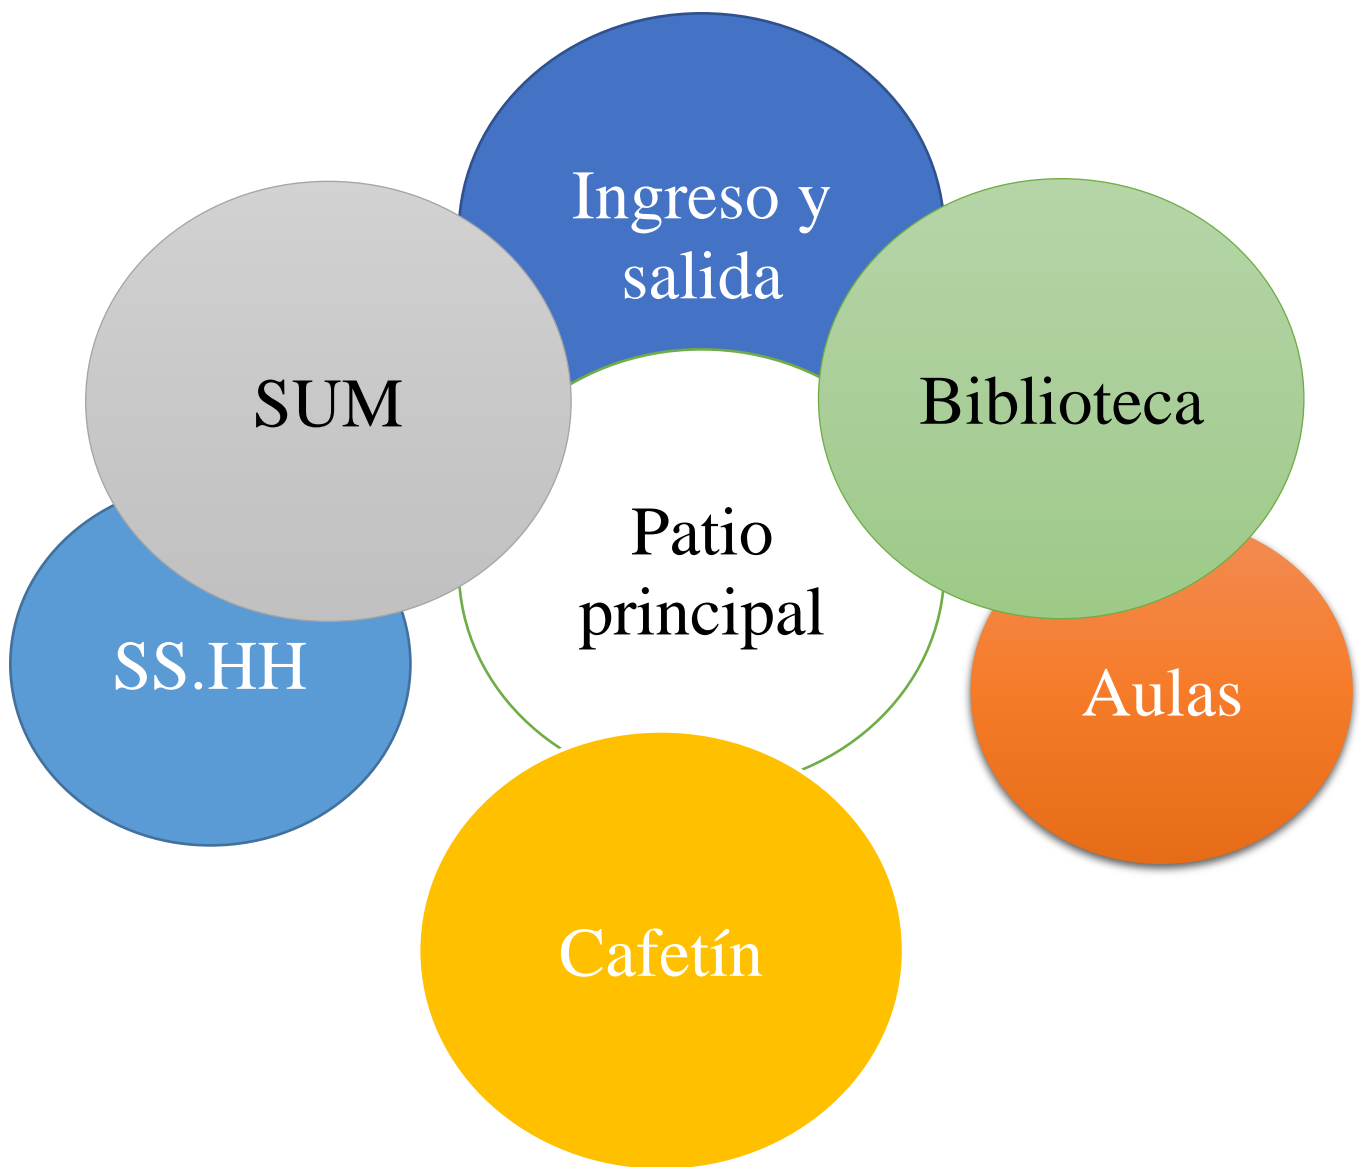 Ingreso y
salida
SUM
Biblioteca
Patio
principal
SS.HH
Aulas
Cafetín